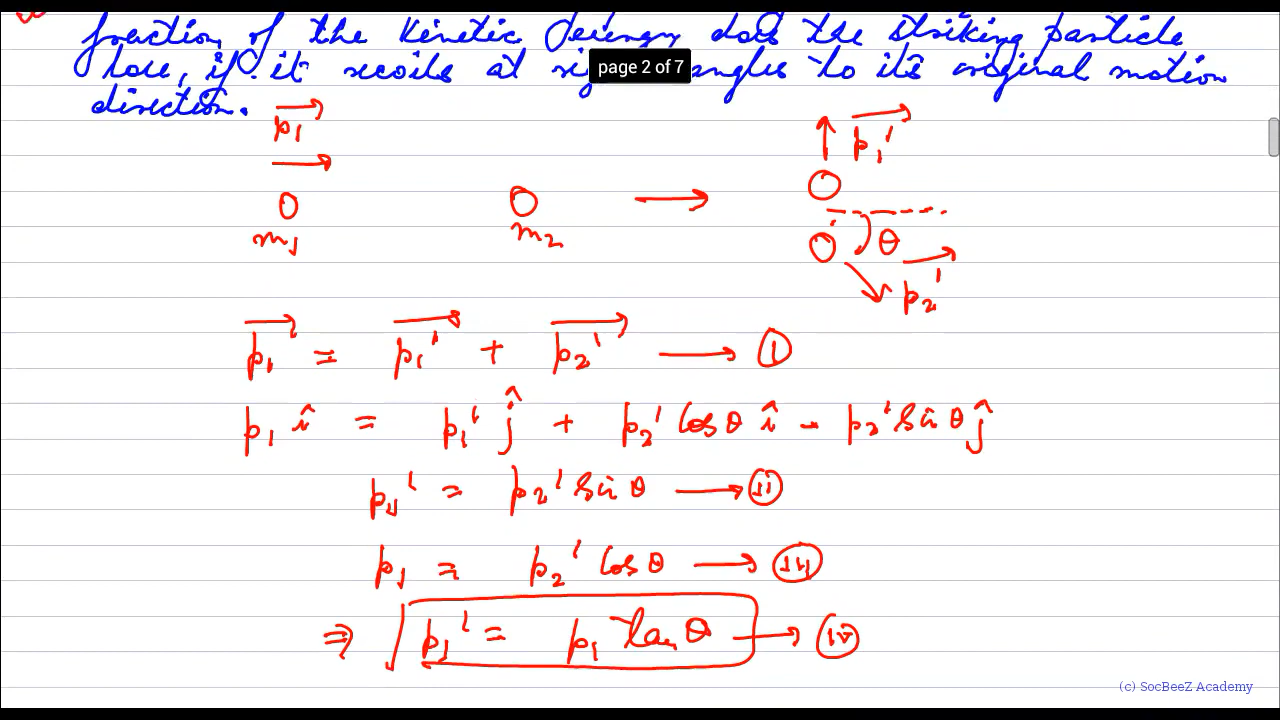 fraction of the kinetic energy does the striking particle
lose, if it recoils at right angles to its original motion
page 2 of 7
direction.
p₁⃗
p₁'⃗
m₁
m₂
θ
p₂'⃗
p₁⃗ = p₁'⃗ + p₂'⃗ ⟶ (i)
p₁ î = p₁' ĵ + p₂' cos θ î - p₂' sin θ ĵ
p₁' = p₂' sin θ ⟶ (ii)
p₁ = p₂' cos θ ⟶ (iii)
⇒ p₁' = p₁ tan θ ⟶ (iv)
(c) SocBeeZ Academy